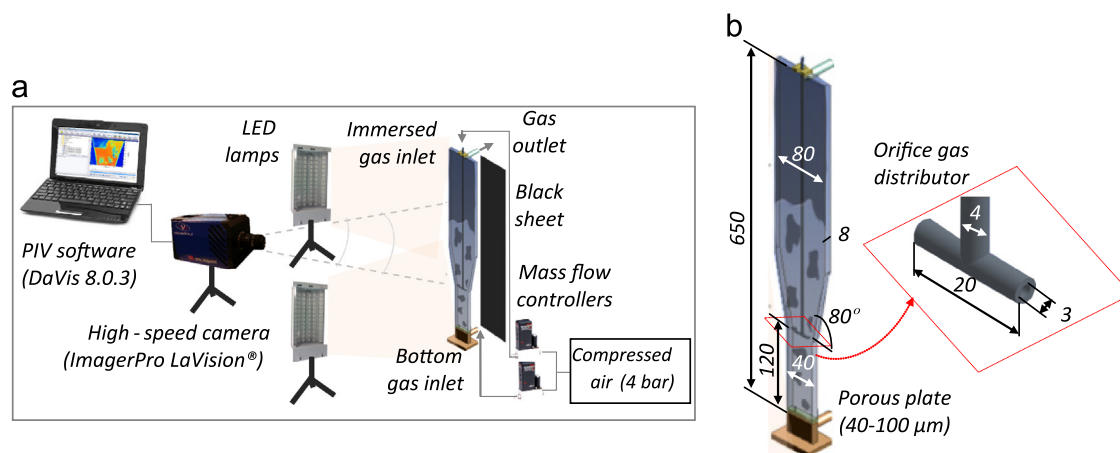 a
LED
lamps
Immersed
gas inlet
Gas
outlet
Black
sheet
PIV software
(DaVis 8.0.3)
Mass flow
controllers
High - speed camera
(ImagerPro LaVision®)
Bottom
gas inlet
Compressed
air (4 bar)
b
650
80
8
120
40
80°
Orifice gas
distributor
4
20
3
Porous plate
(40-100 µm)